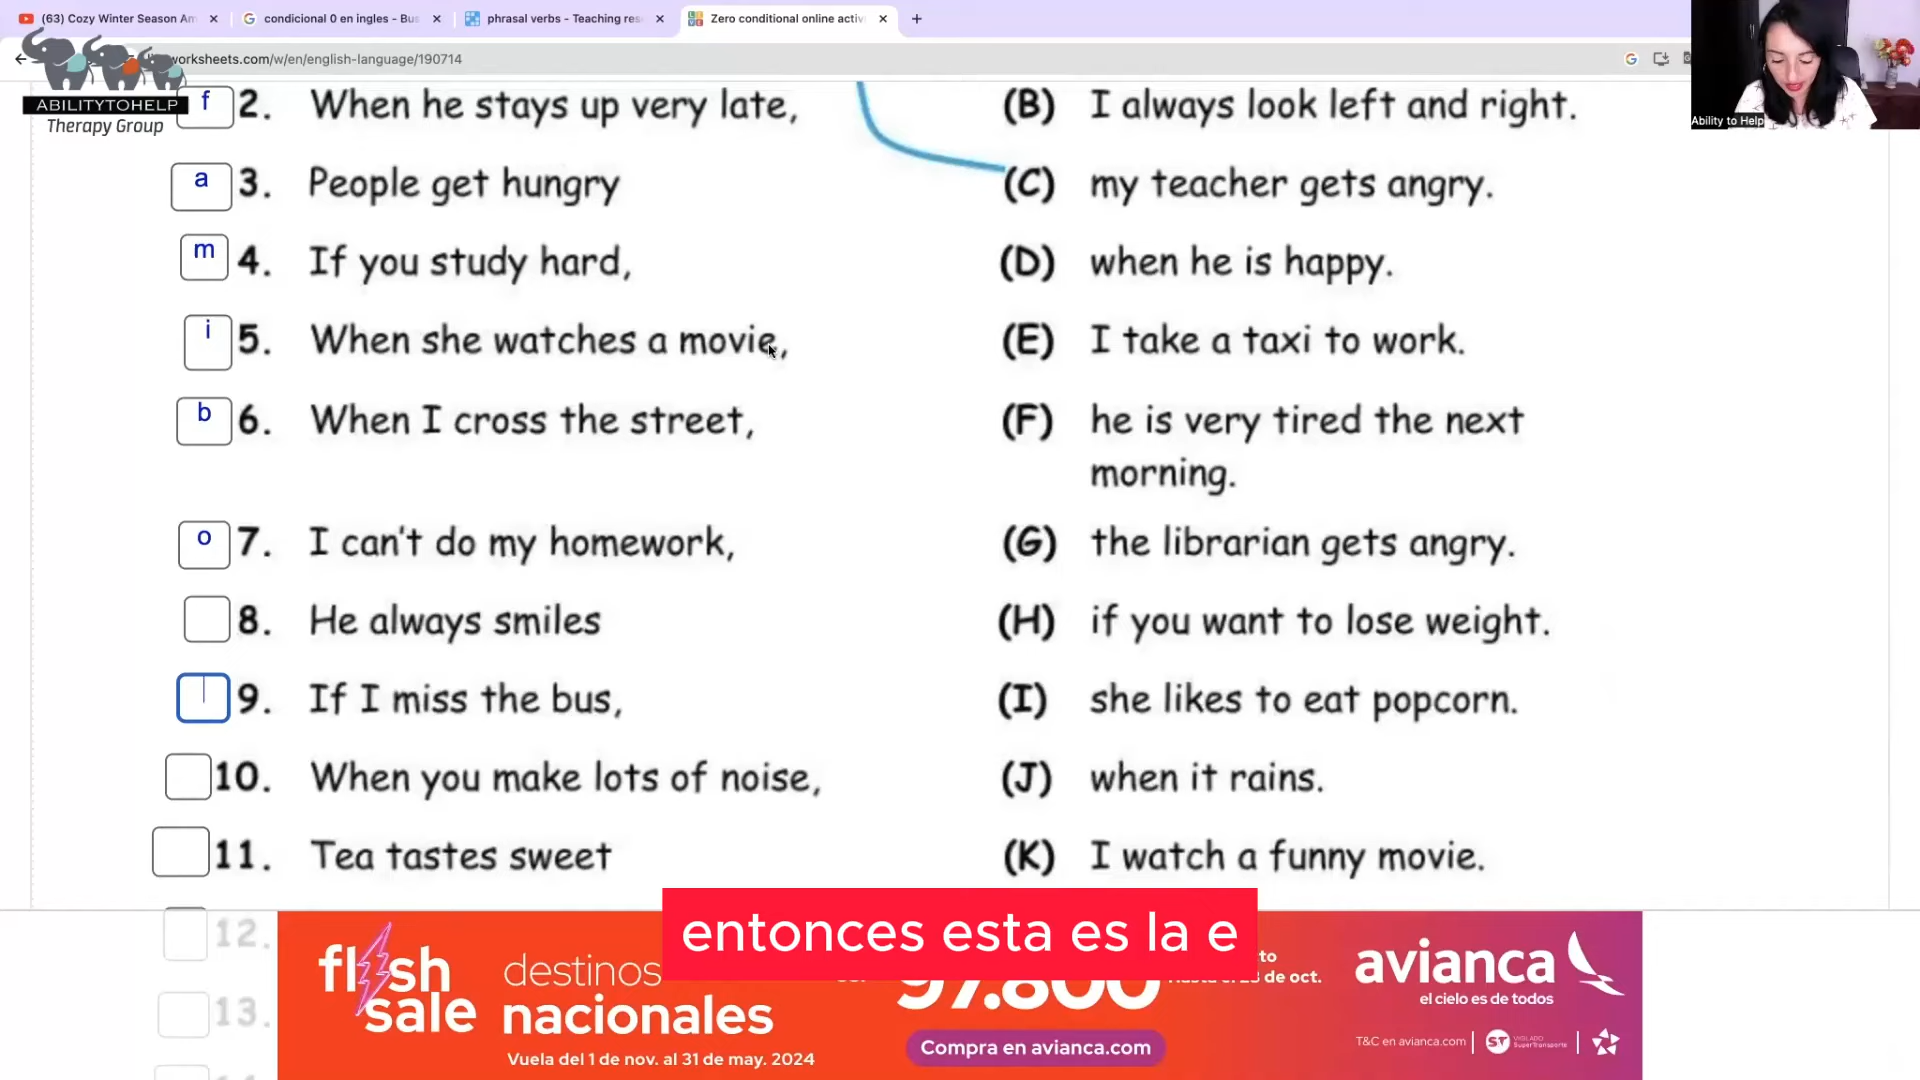 (63) Cozy Winter Season Am
condicional 0 en ingles - Bus
phrasal verbs - Teaching res
Zero conditional online activ
worksheets.com/w/en/english-language/190714
ABILITYTOHELP
Therapy Group
Ability to Help
f 2. When he stays up very late, (B) I always look left and right.
a 3. People get hungry (C) my teacher gets angry.
m 4. If you study hard, (D) when he is happy.
i 5. When she watches a movie, (E) I take a taxi to work.
b 6. When I cross the street, (F) he is very tired the next
morning.
o 7. I can't do my homework, (G) the librarian gets angry.
8. He always smiles (H) if you want to lose weight.
9. If I miss the bus, (I) she likes to eat popcorn.
10. When you make lots of noise, (J) when it rains.
11. Tea tastes sweet (K) I watch a funny movie.
entonces esta es la e
12.
13.
flash
sale
destinos
nacionales
Vuela del 1 de nov. al 31 de may. 2024
97.800
de oct.
Compra en avianca.com
avianca
el cielo es de todos
T&C en avianca.com